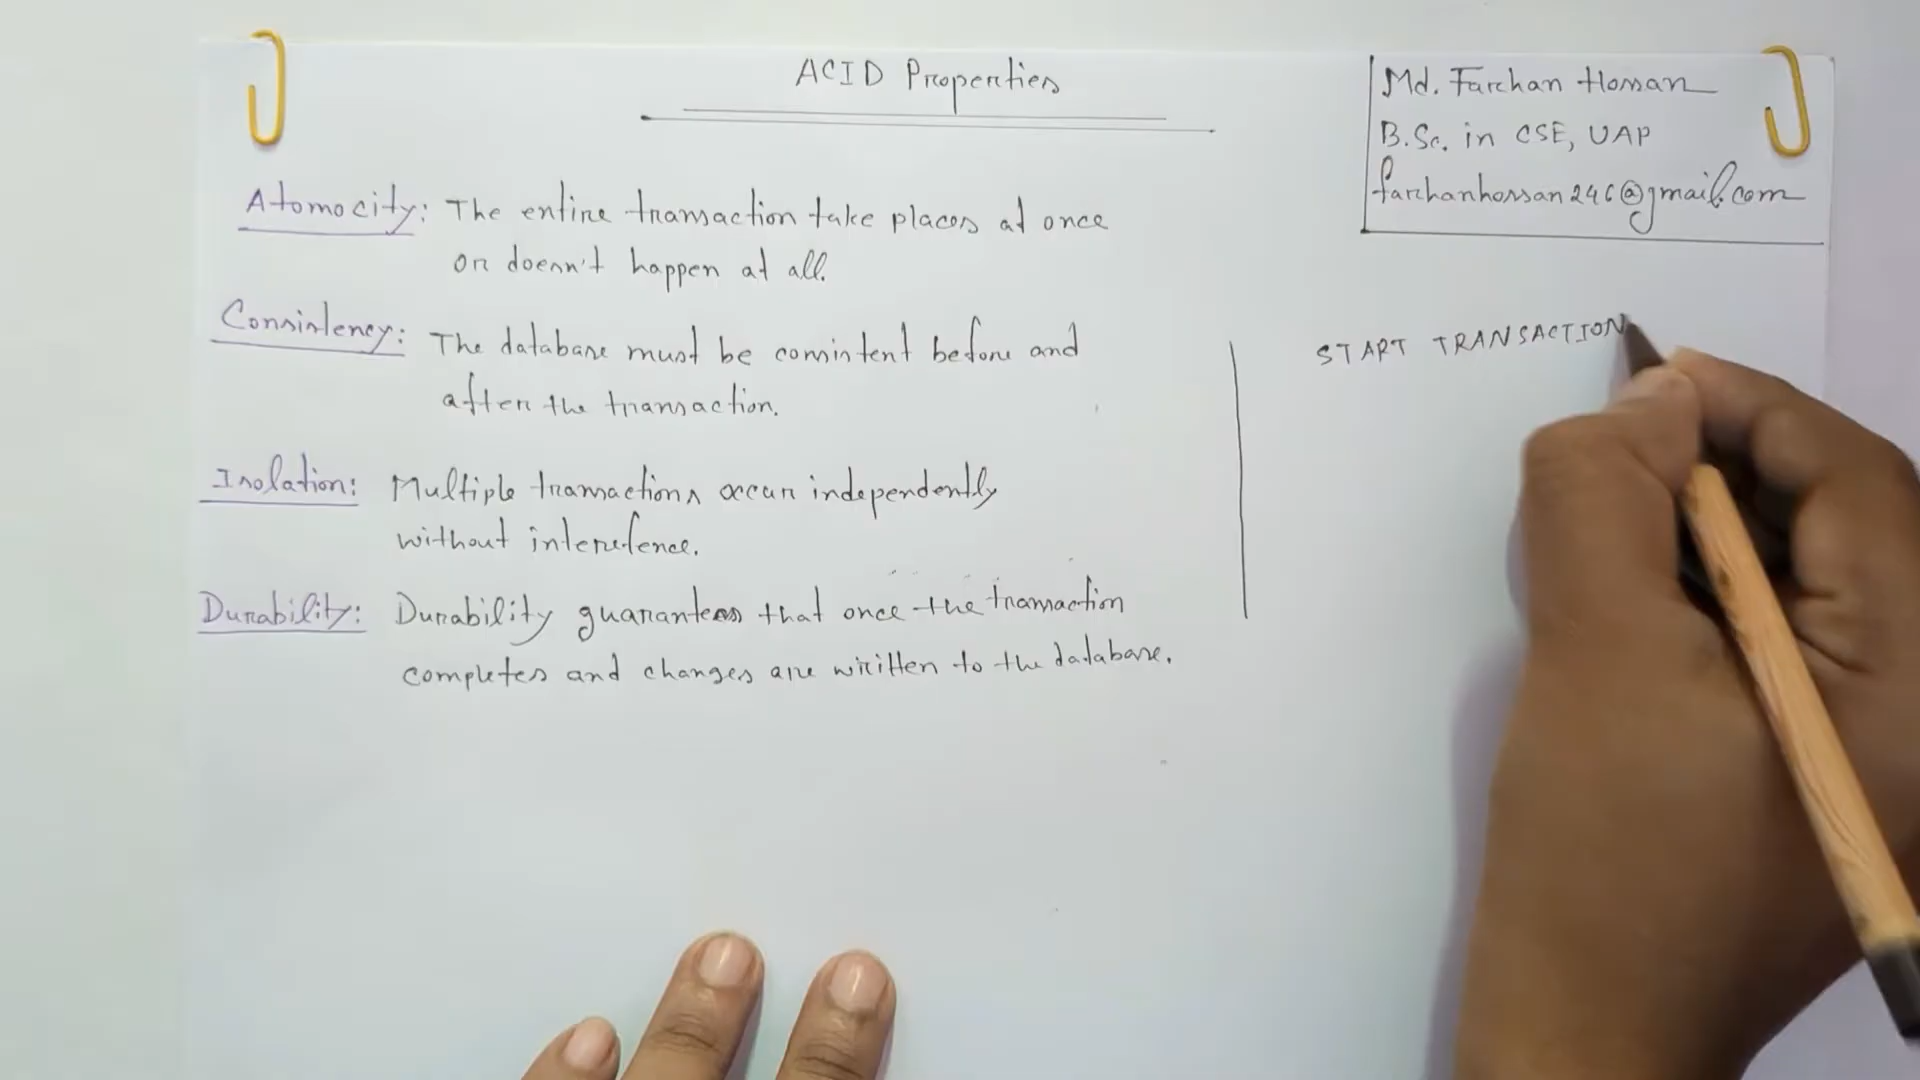 ACID Properties
Md. Farhan Hossan
B.Sc. in CSE, UAP
farhanhossan246@gmail.com
Atomocity: The entire transaction take places at once
or doesn't happen at all.
Consistency: The database must be consistent before and
after the transaction.
Isolation: Multiple transactions occur independently
without interefence.
Durability: Durability guarantees that once the transaction
completes and changes are written to the database.
START TRANSACTION